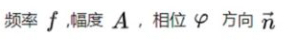 频率 f ,幅度 A ，相位 φ 方向 n⃗